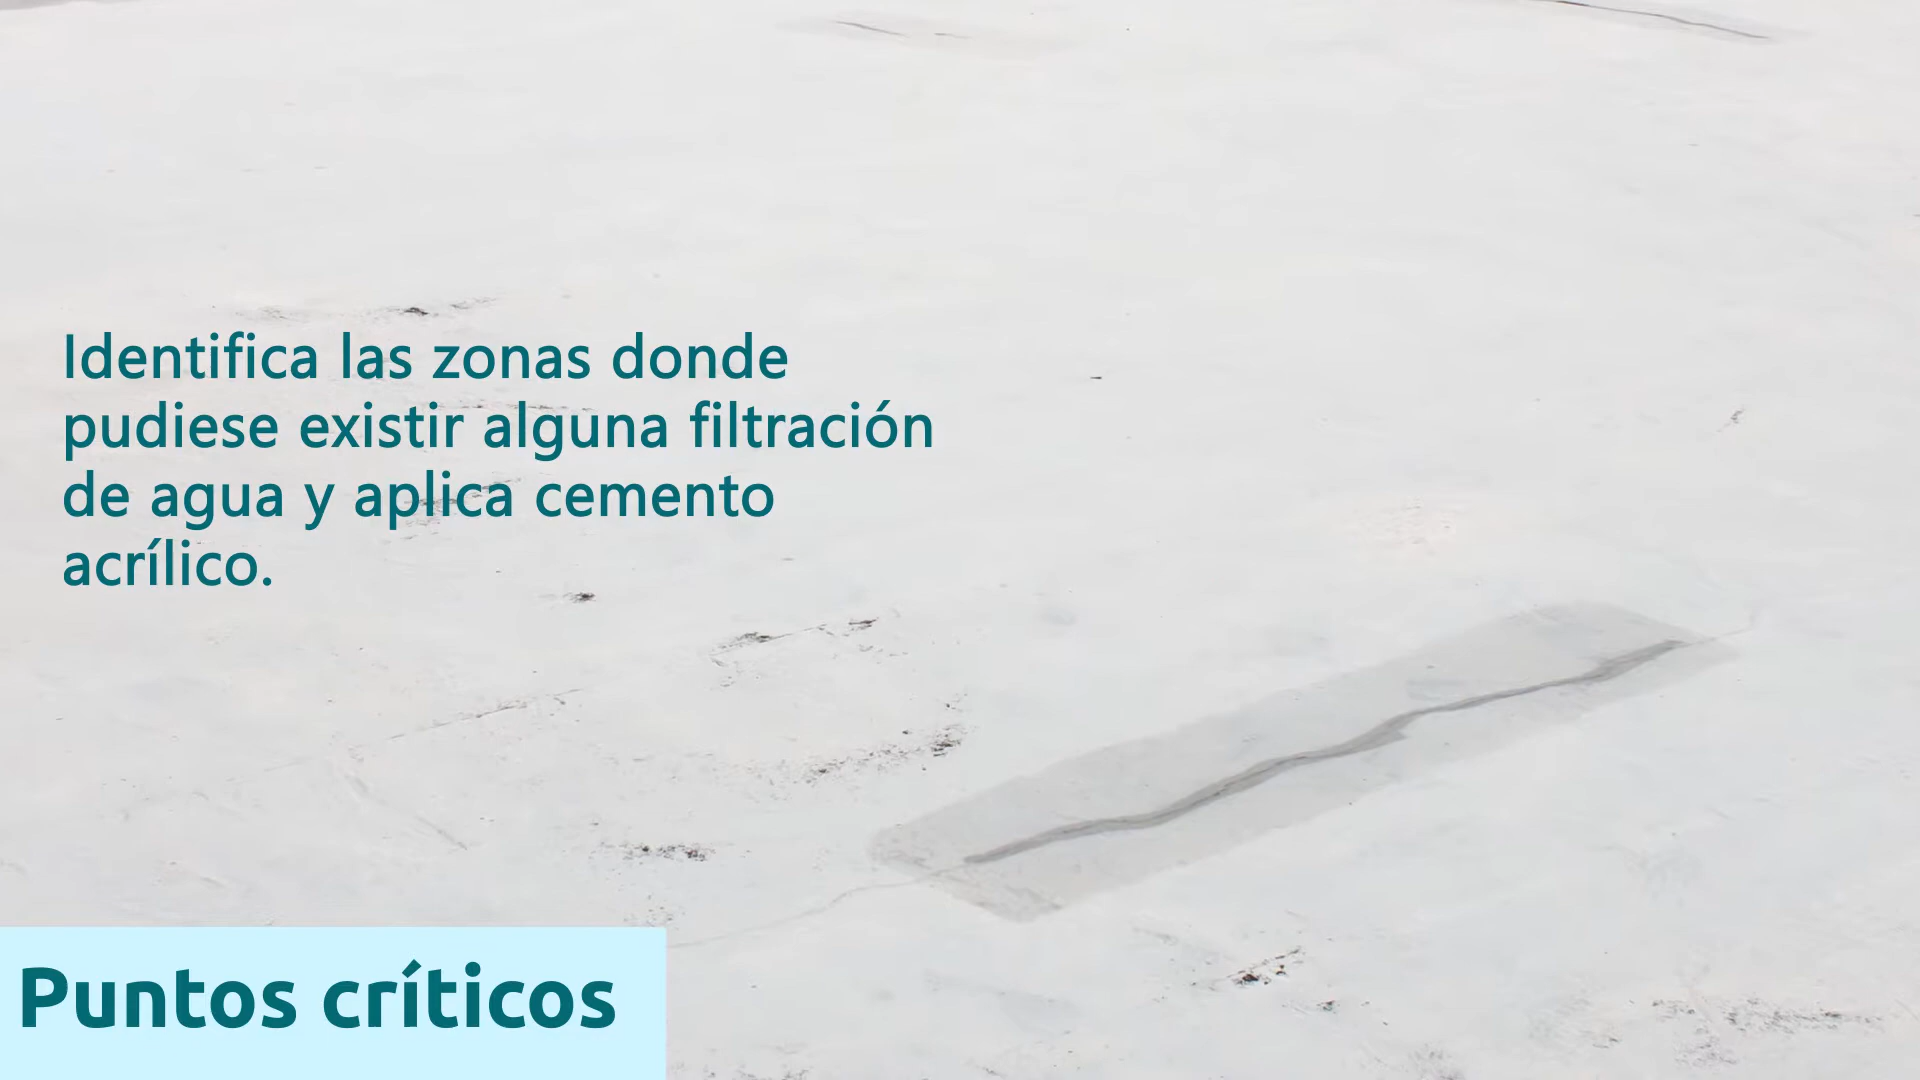 Identifica las zonas donde
pudiese existir alguna filtración
de agua y aplica cemento
acrílico.
Puntos críticos